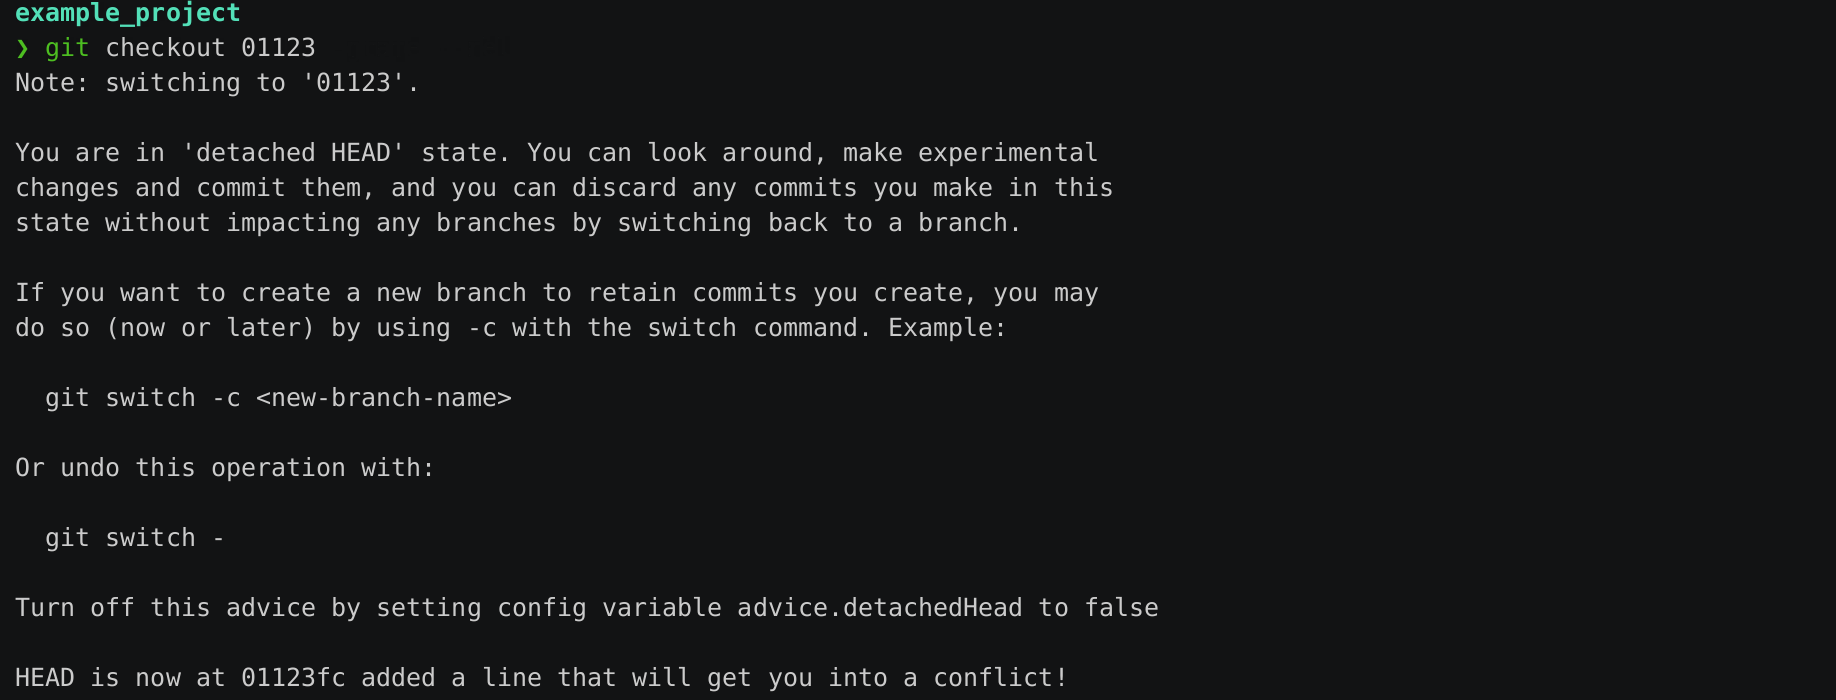 example_project
❯ git checkout 01123
Note: switching to '01123'.
You are in 'detached HEAD' state. You can look around, make experimental
changes and commit them, and you can discard any commits you make in this
state without impacting any branches by switching back to a branch.
If you want to create a new branch to retain commits you create, you may
do so (now or later) by using -c with the switch command. Example:
git switch -c <new-branch-name>
Or undo this operation with:
git switch -
Turn off this advice by setting config variable advice.detachedHead to false
HEAD is now at 01123fc added a line that will get you into a conflict!